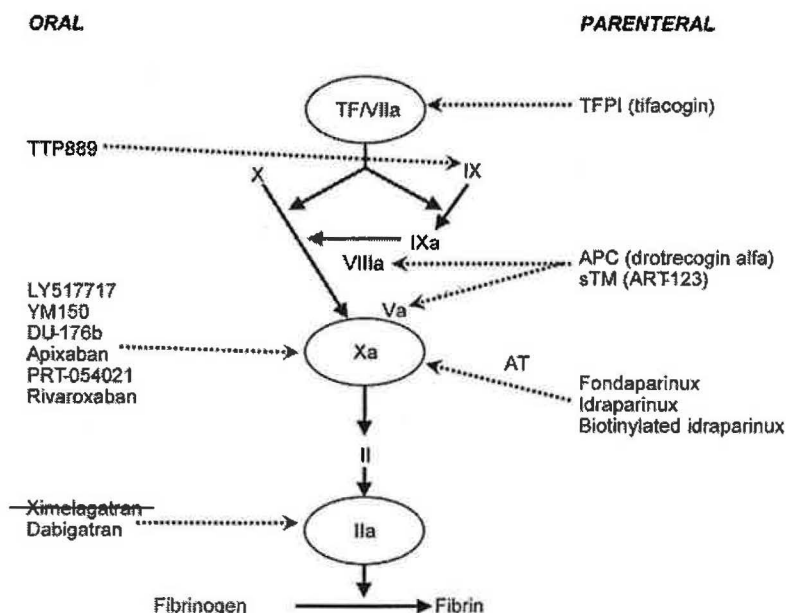 ORAL
PARENTERAL
TF/VIIa
TFPI (tifacogin)
TTP889
X
IX
IXa
VIIIa
APC (drotrecogin alfa)
sTM (ART-123)
LY517717
YM150
DU-176b
Apixaban
PRT-054021
Rivaroxaban
Va
Xa
AT
Fondaparinux
Idraparinux
Biotinylated idraparinux
II
Ximelagatran
Dabigatran
IIa
Fibrinogen
Fibrin